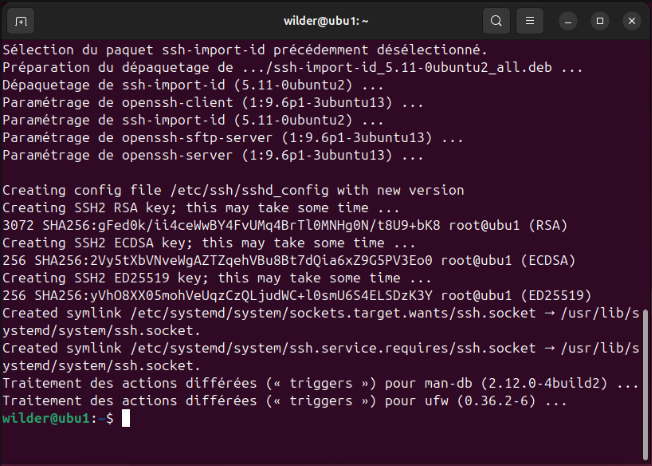 wilder@ubu1: ~
Sélection du paquet ssh-import-id précédemment désélectionné.
Préparation du dépaquetage de .../ssh-import-id_5.11-0ubuntu2_all.deb ...
Dépaquetage de ssh-import-id (5.11-0ubuntu2) ...
Paramétrage de openssh-client (1:9.6p1-3ubuntu13) ...
Paramétrage de ssh-import-id (5.11-0ubuntu2) ...
Paramétrage de openssh-sftp-server (1:9.6p1-3ubuntu13) ...
Paramétrage de openssh-server (1:9.6p1-3ubuntu13) ...
Creating config file /etc/ssh/sshd_config with new version
Creating SSH2 RSA key; this may take some time ...
3072 SHA256:gFed0k/ii4ceWwBY4FvUMq4BrTl0MNHg0N/t8U9+bK8 root@ubu1 (RSA)
Creating SSH2 ECDSA key; this may take some time ...
256 SHA256:2Vy5tXbVNveWgAZTZqehVBu8Bt7dQia6xZ9G5PV3Eo0 root@ubu1 (ECDSA)
Creating SSH2 ED25519 key; this may take some time ...
256 SHA256:yVhO8XX05mohVeUqzCzQLjudWC+l0smU6S4ELSDzK3Y root@ubu1 (ED25519)
Created symlink /etc/systemd/system/sockets.target.wants/ssh.socket → /usr/lib/s
ystemd/system/ssh.socket.
Created symlink /etc/systemd/system/ssh.service.requires/ssh.socket → /usr/lib/s
ystemd/system/ssh.socket.
Traitement des actions différées (« triggers ») pour man-db (2.12.0-4build2) ...
Traitement des actions différées (« triggers ») pour ufw (0.36.2-6) ...
wilder@ubu1:~$